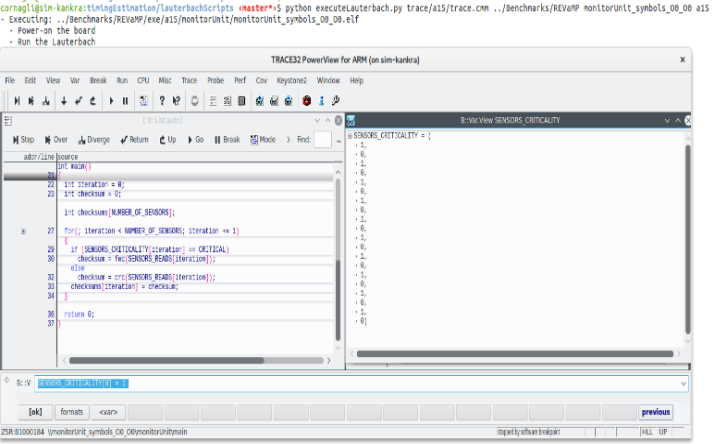 cornagli@sim-kankra:timingEstimation/lauterbachScripts <master*>$ python executeLauterbach.py trace/a15/trace.cmm ../Benchmarks/REVaMP monitorUnit_symbols_O0_O0 a15
- Executing: ../Benchmarks/REVaMP/exe/a15/monitorUnit/monitorUnit_symbols_O0_O0.elf
- Power-on the board
- Run the Lauterbach
TRACE32 PowerView for ARM (on sim-kankra)
File Edit View Var Break Run CPU Misc Trace Probe Perf Cov Keystone2 Window Help
[B::List.auto]
Step Over Diverge Return Up Go Break Mode Find:
addr/line source
int main()
21 {
22 int iteration = 0;
23 int checksum = 0;
int checksums[NUMBER_OF_SENSORS];
27 for(; iteration < NUMBER_OF_SENSORS; iteration += 1)
{
29 if (SENSORS_CRITICALITY[iteration] == CRITICAL)
30 checksum = fec(SENSORS_READS[iteration]);
else
32 checksum = crc(SENSORS_READS[iteration]);
33 checksums[iteration] = checksum;
34 }
36 return 0;
37 }
B::Var.View SENSORS_CRITICALITY
SENSORS_CRITICALITY = (
1,
0,
1,
0,
1,
0,
1,
0,
1,
0,
1,
0,
1,
0,
1,
0,
1,
0,
1,
0)
B::V SENSORS_CRITICALITY[0] = 1
[ok] formats <var> previous
ZSR:81000184 \\monitorUnit_symbols_O0_O0\monitorUnit\main stopped by software breakpoint HLL UP